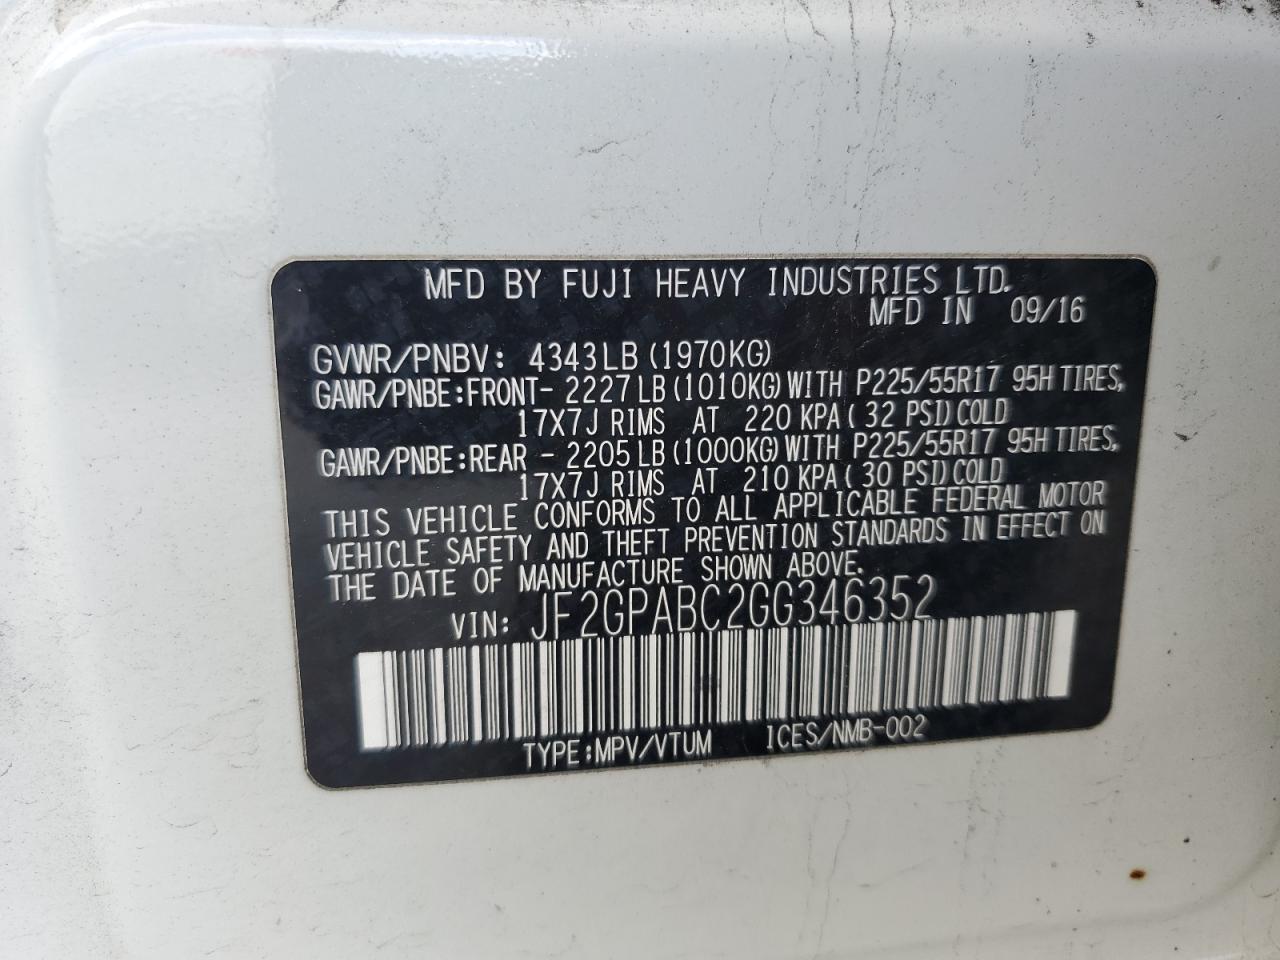 MFD BY FUJI HEAVY INDUSTRIES LTD.
MFD IN 09/16
GVWR/PNBV: 4343LB (1970KG)
GAWR/PNBE:FRONT- 2227 LB (1010KG) WITH P225/55R17 95H TIRES,
17X7J RIMS AT 220 KPA ( 32 PSI) COLD
GAWR/PNBE:REAR - 2205 LB (1000KG) WITH P225/55R17 95H TIRES,
17X7J RIMS AT 210 KPA ( 30 PSI) COLD
THIS VEHICLE CONFORMS TO ALL APPLICABLE FEDERAL MOTOR
VEHICLE SAFETY AND THEFT PREVENTION STANDARDS IN EFFECT ON
THE DATE OF MANUFACTURE SHOWN ABOVE.
VIN: JF2GPABC2GG346352
TYPE:MPV/VTUM ICES/NMB-002